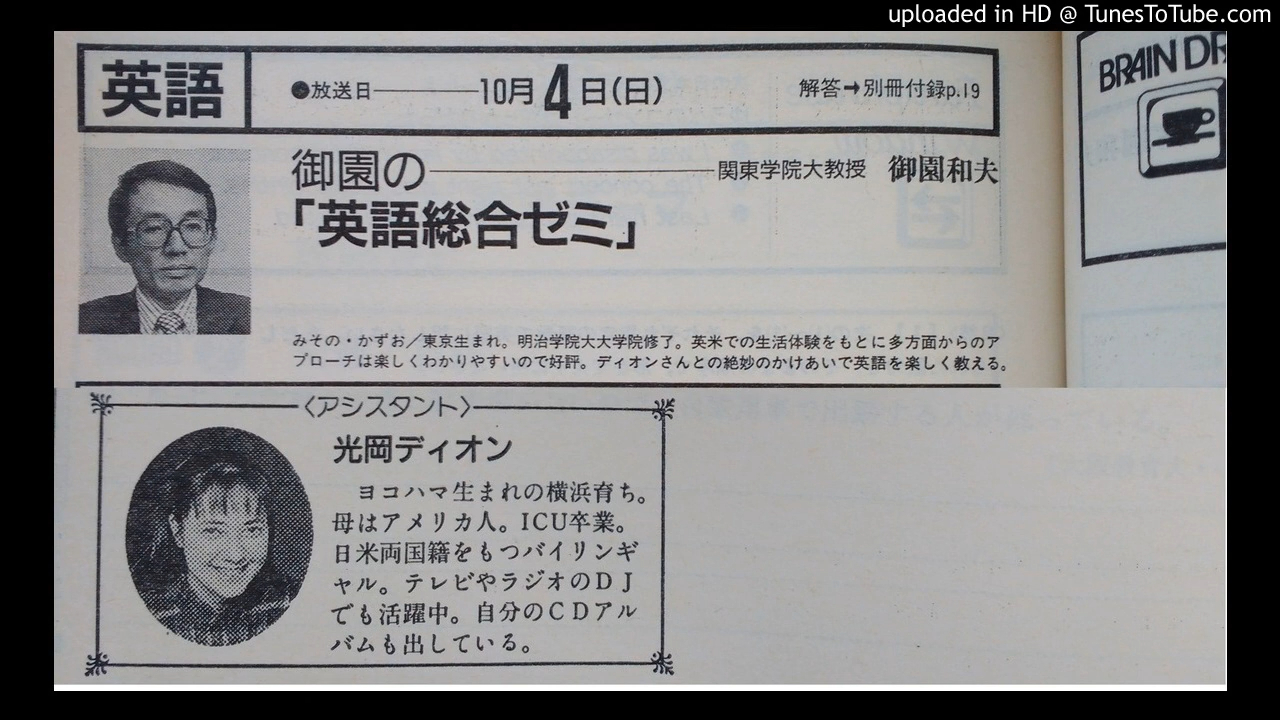 uploaded in HD @ TunesToTube.com
英語 ●放送日――10月4日(日) 解答➡別冊付録p.19
BRAIN DR
御園の――関東学院大教授 御園和夫
「英語総合ゼミ」
みその・かずお／東京生まれ。明治学院大大学院修了。英米での生活体験をもとに多方面からのア
プローチは楽しくわかりやすいので好評。ディオンさんとの絶妙のかけあいで英語を楽しく教える。
〈アシスタント〉
光岡ディオン
ヨコハマ生まれの横浜育ち。
母はアメリカ人。ICU卒業。
日米両国籍をもつバイリンギ
ャル。テレビやラジオのDJ
でも活躍中。自分のCDアル
バムも出している。